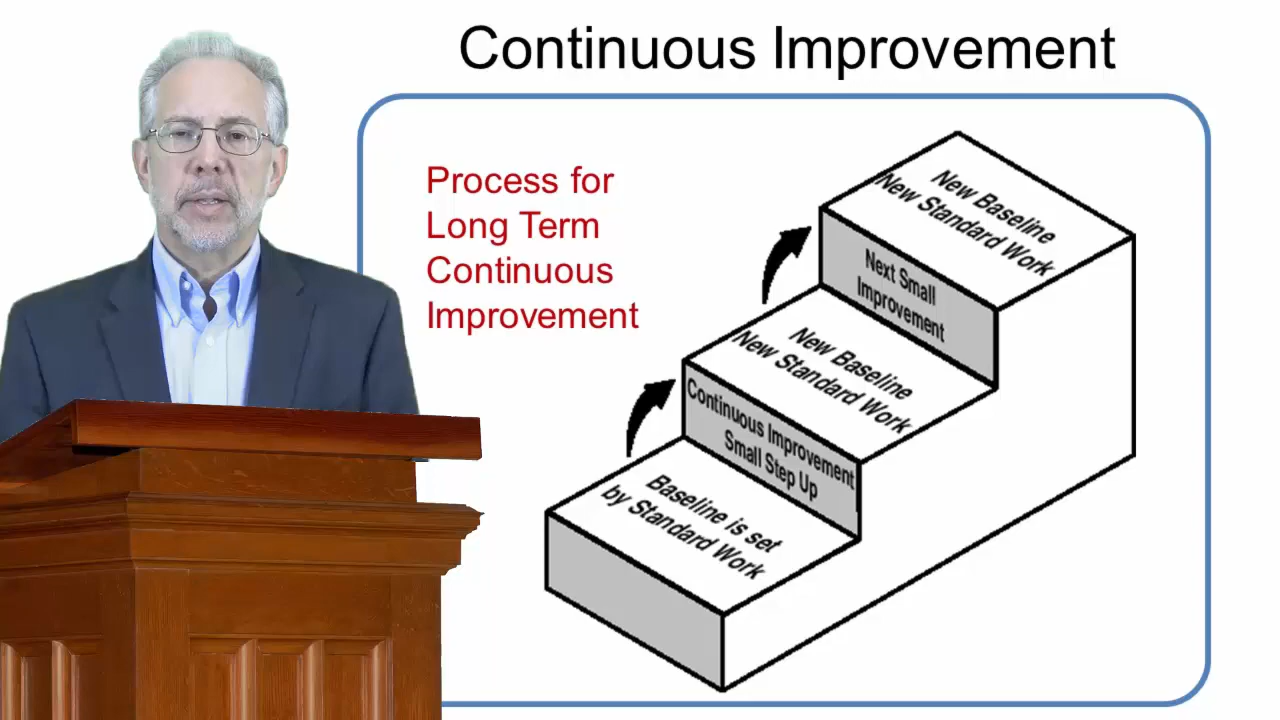 Continuous Improvement
Process for
Long Term
Continuous
Improvement
New Baseline
New Standard Work
Next Small
Improvement
New Baseline
New Standard Work
Continuous Improvement
Small Step Up
Baseline is set
by Standard Work